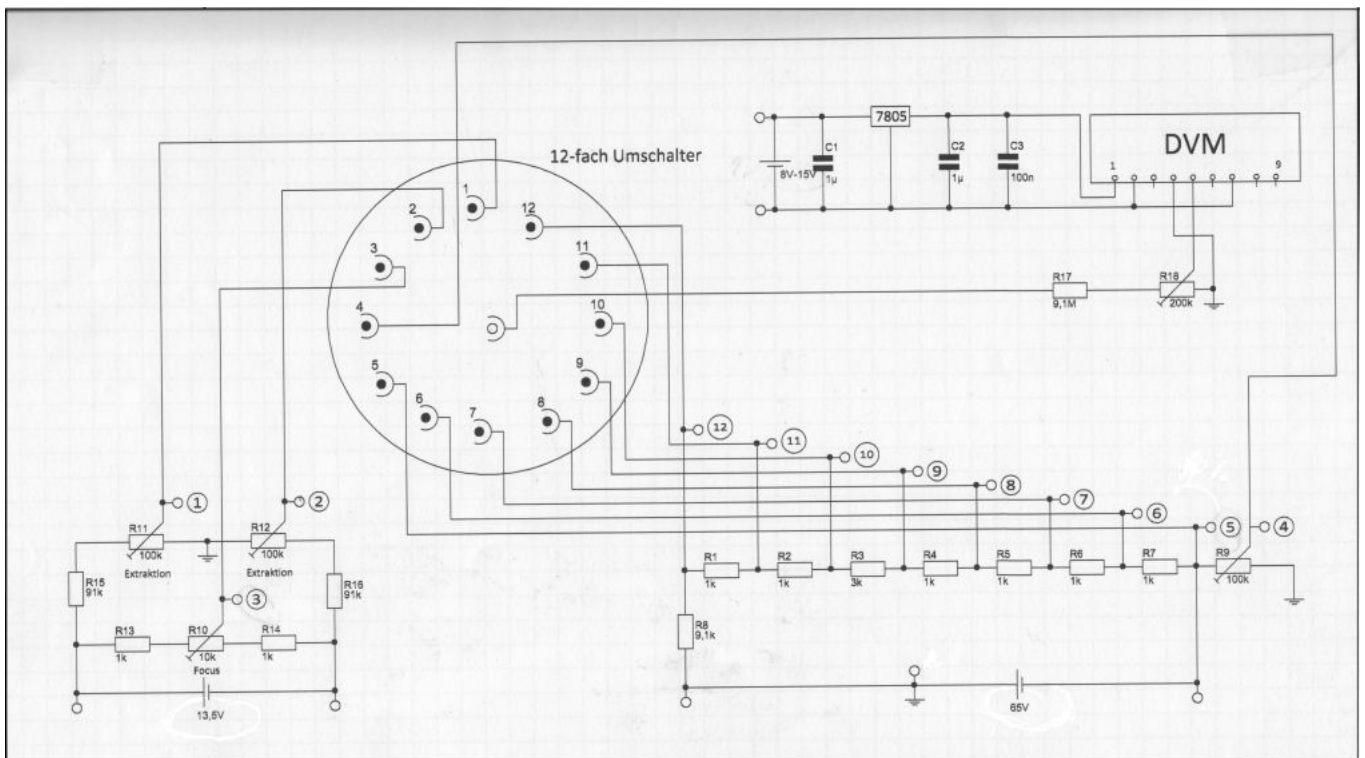 12-fach Umschalter
1
2
3
4
5
6
7
8
9
10
11
12
7805
DVM
1
9
8V-15V
C1
1µ
C2
1µ
C3
100n
R17
9,1M
R18
200k
①
②
③
R11
100k
Extraktion
R12
100k
Extraktion
R15
91k
R16
91k
R13
1k
R10
10k
Focus
R14
1k
13,5V
⑫
⑪
⑩
⑨
⑧
⑦
⑥
⑤
④
R1
1k
R2
1k
R3
3k
R4
1k
R5
1k
R6
1k
R7
1k
R9
100k
R8
9,1k
65V